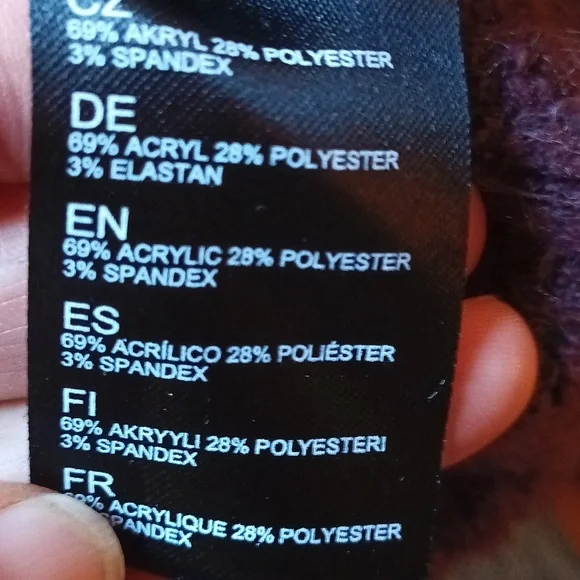 CZ
69% AKRYL 28% POLYESTER
3% SPANDEX
DE
69% ACRYL 28% POLYESTER
3% ELASTAN
EN
69% ACRYLIC 28% POLYESTER
3% SPANDEX
ES
69% ACRÍLICO 28% POLIÉSTER
3% SPANDEX
FI
69% AKRYYLI 28% POLYESTERI
3% SPANDEX
FR
69% ACRYLIQUE 28% POLYESTER
SPANDEX